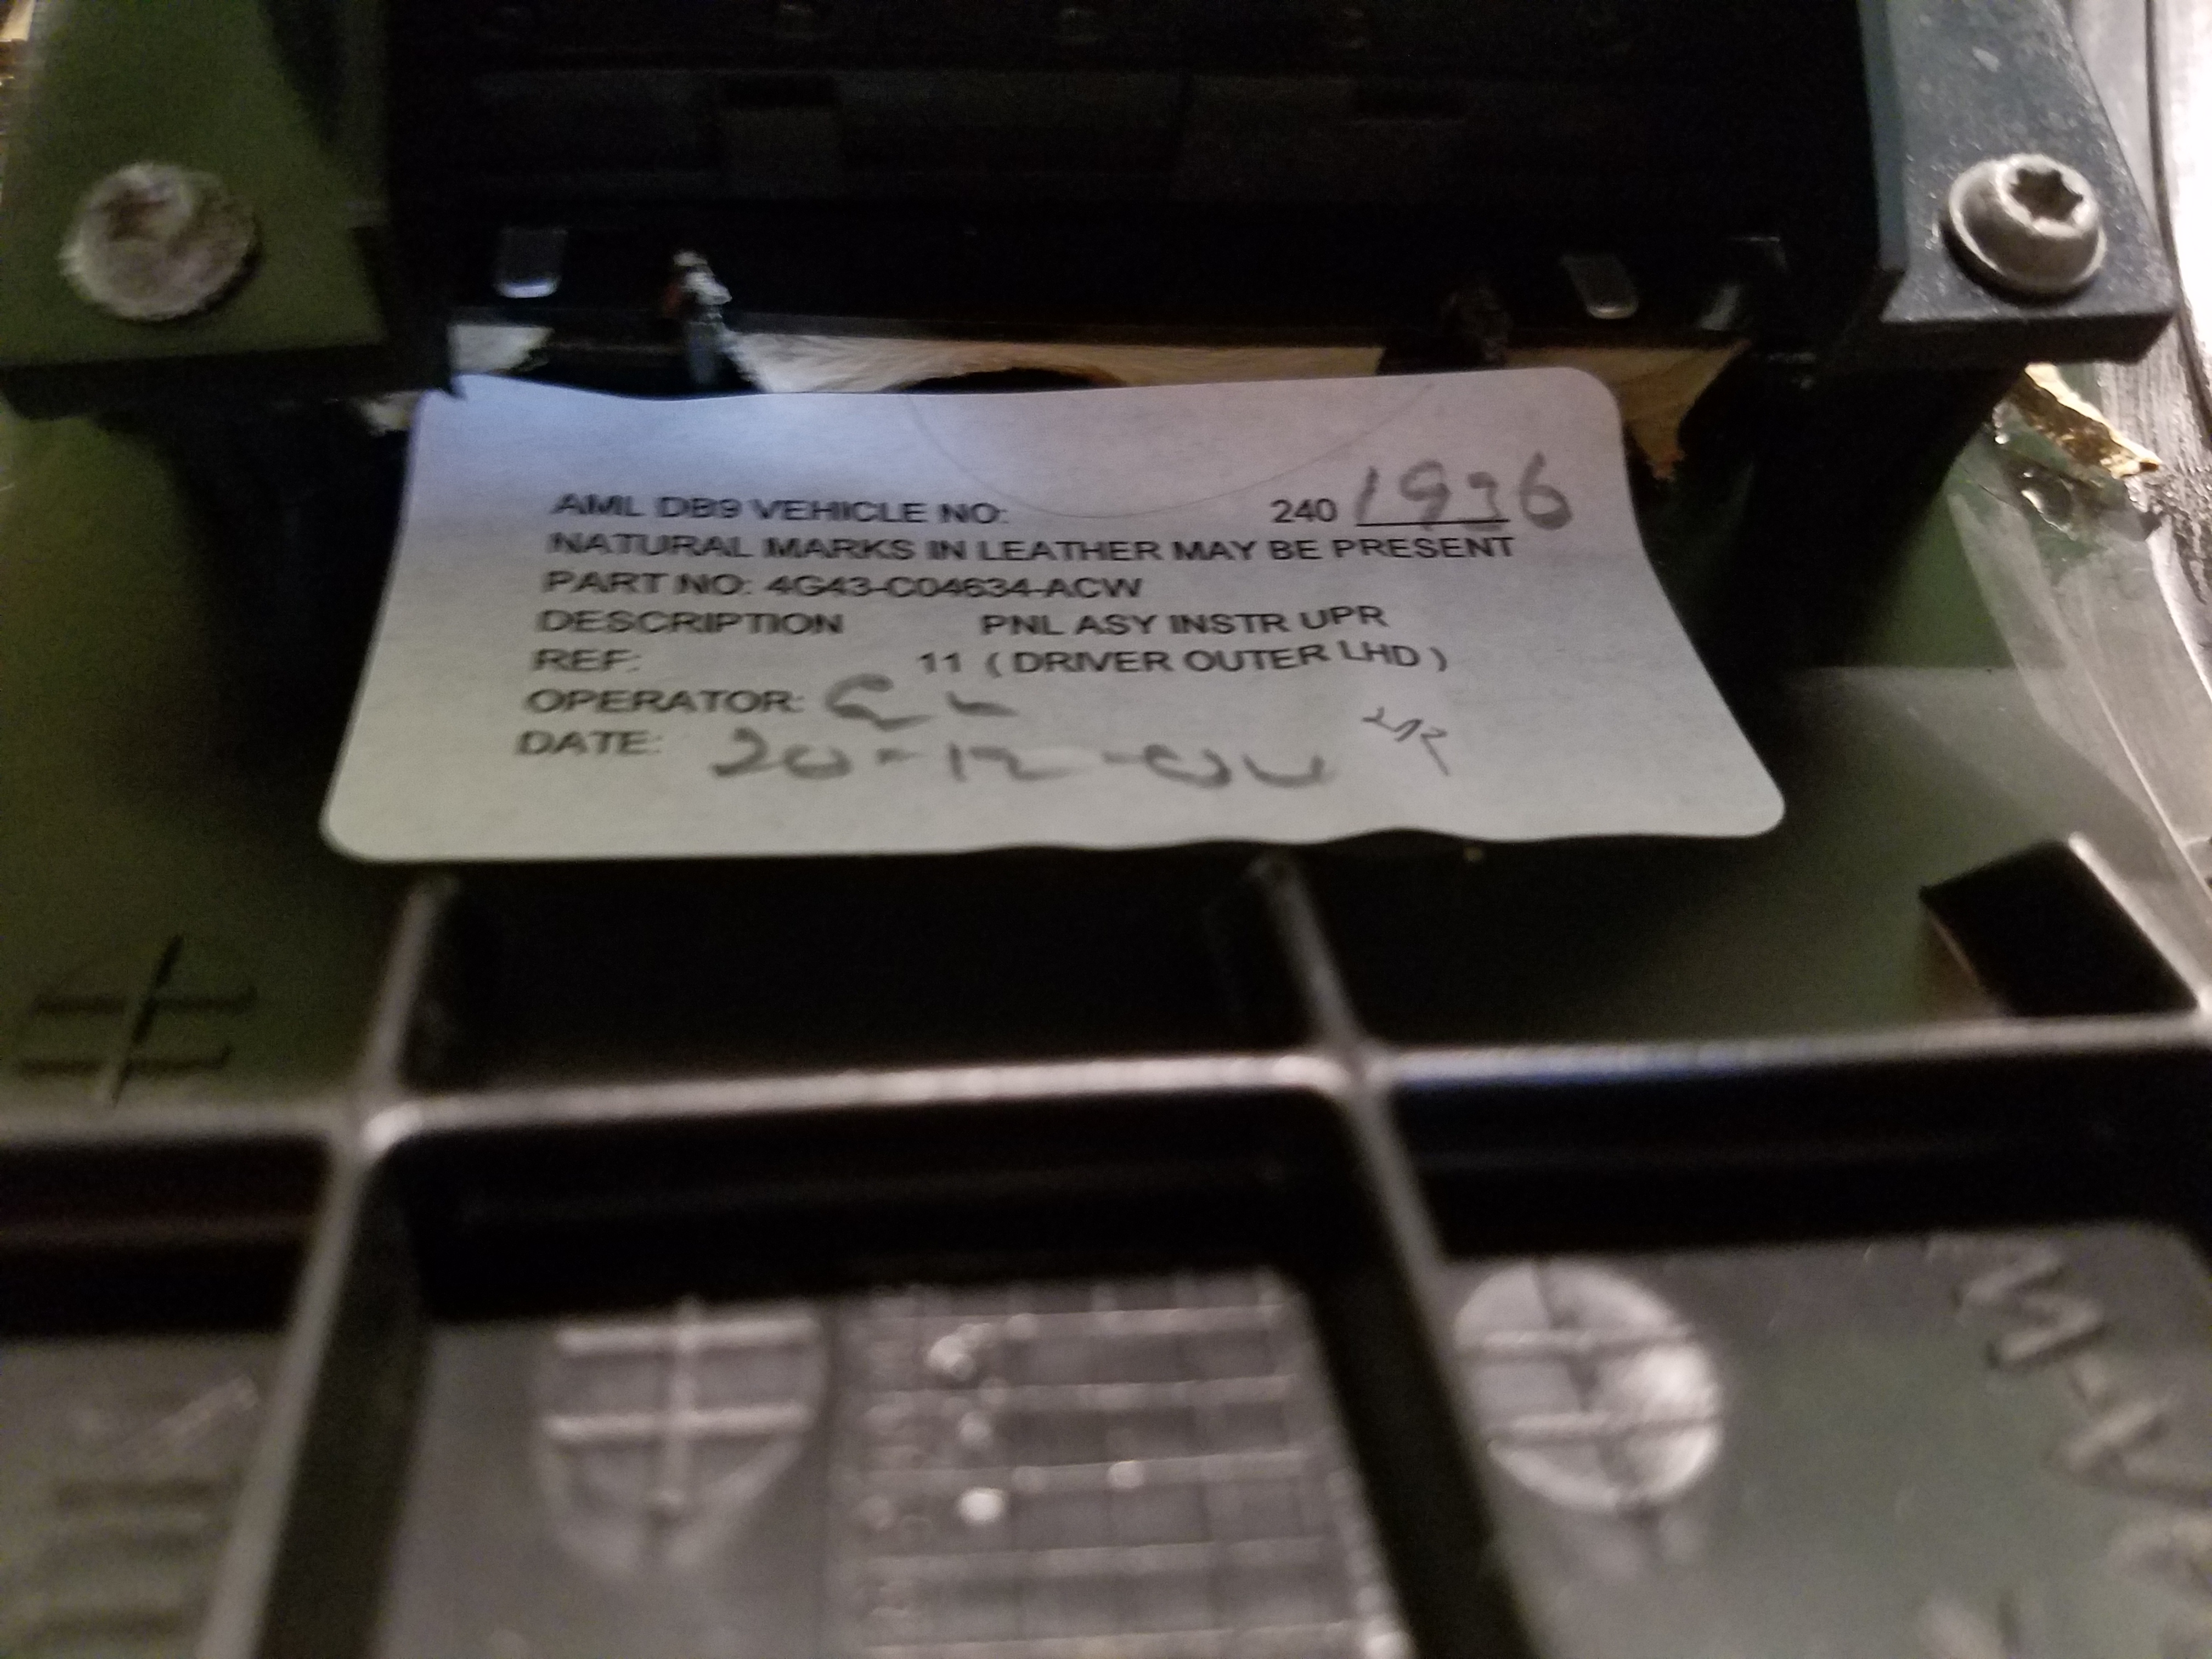 AML DB9 VEHICLE NO: 240 1996
NATURAL MARKS IN LEATHER MAY BE PRESENT
PART NO: 4G43-C04634-ACW
DESCRIPTION PNL ASY INSTR UPR
REF: 11 ( DRIVER OUTER LHD )
OPERATOR:
DATE: 20-12-04